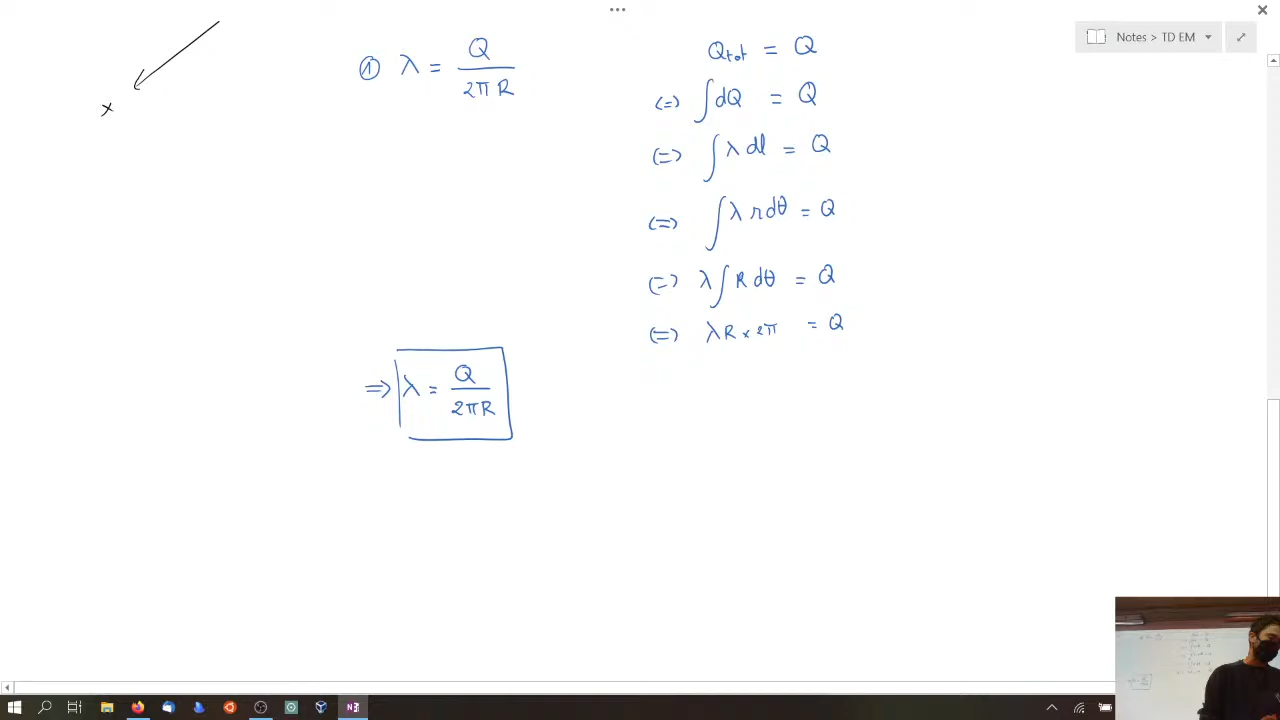 Notes > TD EM
① λ = Q / 2πR
Q_tot = Q
(=) ∫dQ = Q
(=) ∫λ dl = Q
(=) ∫λ r dθ = Q
(=) λ∫R dθ = Q
(=) λR × 2π = Q
⇒ λ = Q / 2πR